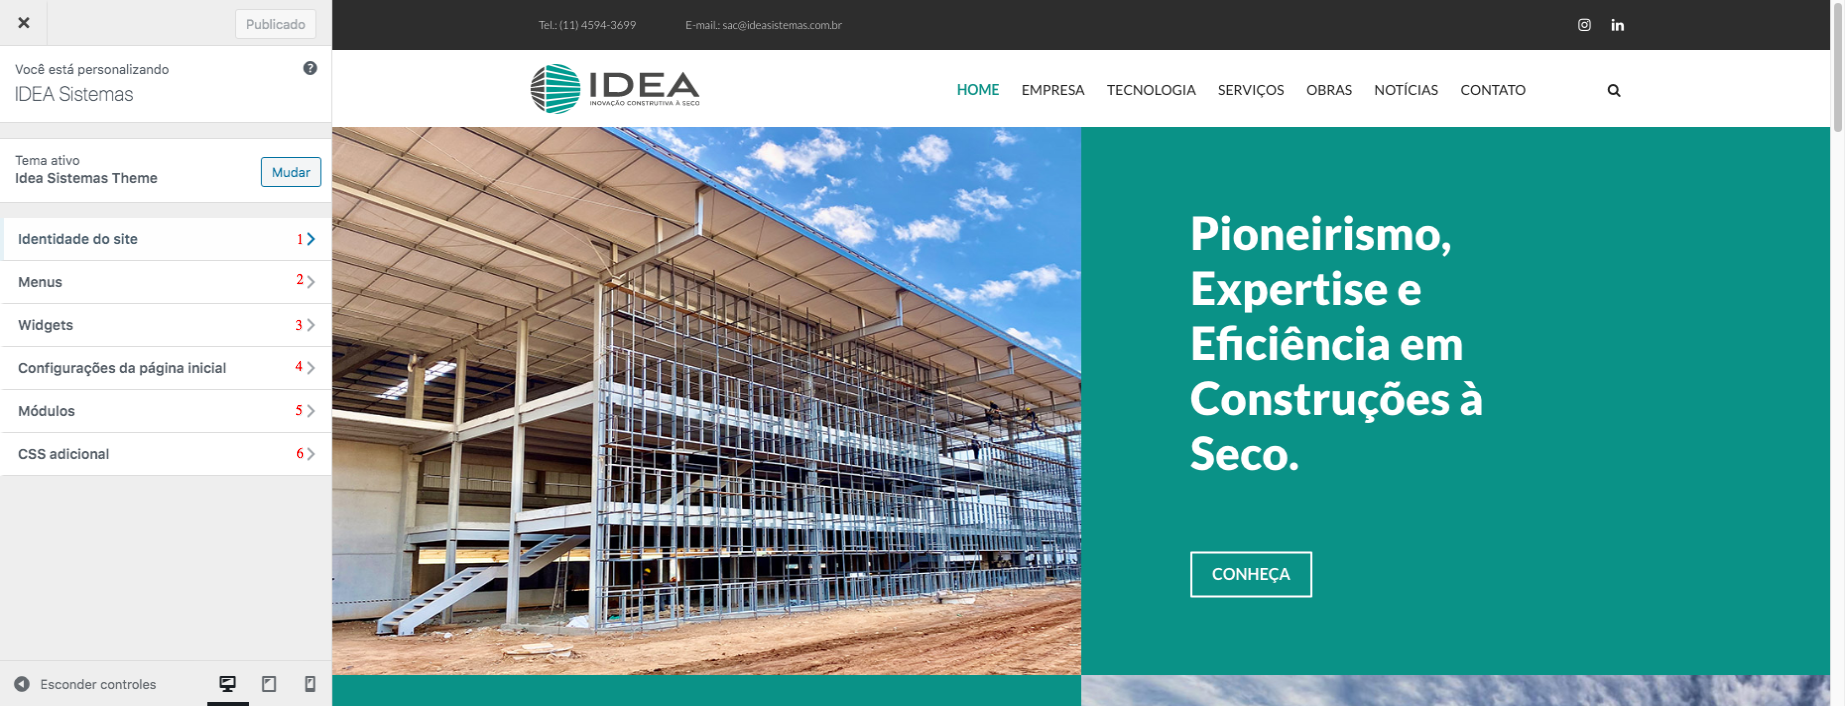 Publicado
Você está personalizando
IDEA Sistemas
Tema ativo
Idea Sistemas Theme
Mudar
Identidade do site 1
Menus 2
Widgets 3
Configurações da página inicial 4
Módulos 5
CSS adicional 6
Esconder controles
Tel.: (11) 4594-3699 E-mail.: sac@ideasistemas.com.br
IDEA
INOVAÇÃO CONSTRUTIVA À SECO
HOME EMPRESA TECNOLOGIA SERVIÇOS OBRAS NOTÍCIAS CONTATO
Pioneirismo,
Expertise e
Eficiência em
Construções à
Seco.
CONHEÇA